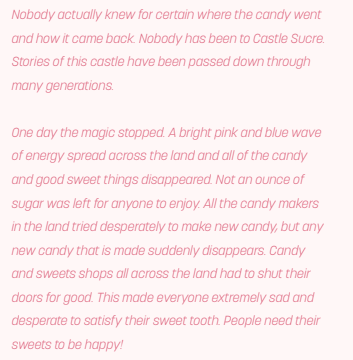 Nobody actually knew for certain where the candy went
and how it came back. Nobody has been to Castle Sucre.
Stories of this castle have been passed down through
many generations.

One day the magic stopped. A bright pink and blue wave
of energy spread across the land and all of the candy
and good sweet things disappeared. Not an ounce of
sugar was left for anyone to enjoy. All the candy makers
in the land tried desperately to make new candy, but any
new candy that is made suddenly disappears. Candy
and sweets shops all across the land had to shut their
doors for good. This made everyone extremely sad and
desperate to satisfy their sweet tooth. People need their
sweets to be happy!